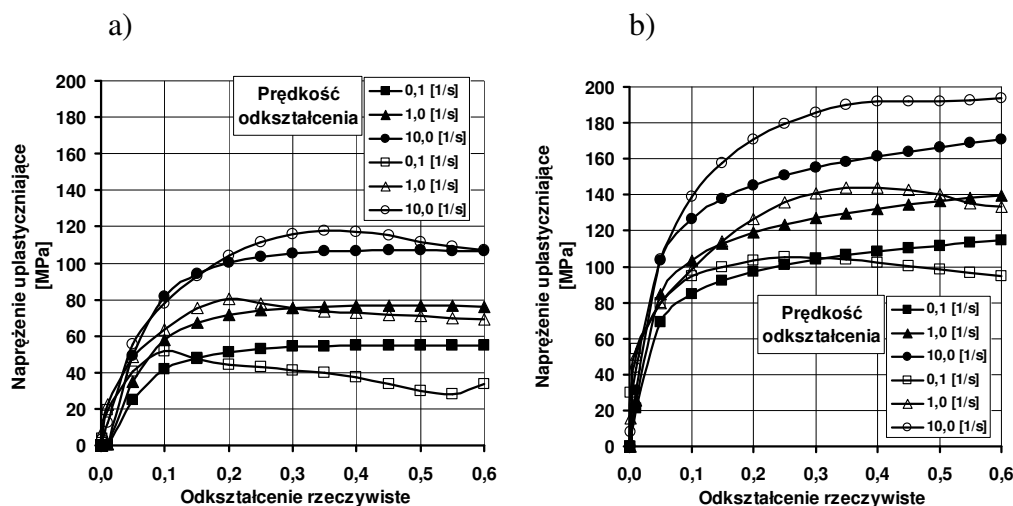 a)
200
180
160
140
120
100
80
60
40
20
0
0,0 0,1 0,2 0,3 0,4 0,5 0,6
Odkształcenie rzeczywiste
Naprężenie uplastyczniające
[MPa]
Prędkość
odkształcenia
0,1 [1/s]
1,0 [1/s]
10,0 [1/s]
0,1 [1/s]
1,0 [1/s]
10,0 [1/s]
b)
200
180
160
140
120
100
80
60
40
20
0
0,0 0,1 0,2 0,3 0,4 0,5 0,6
Odkształcenie rzeczywiste
Naprężenie uplastyczniające
[MPa]
Prędkość
odkształcenia
0,1 [1/s]
1,0 [1/s]
10,0 [1/s]
0,1 [1/s]
1,0 [1/s]
10,0 [1/s]